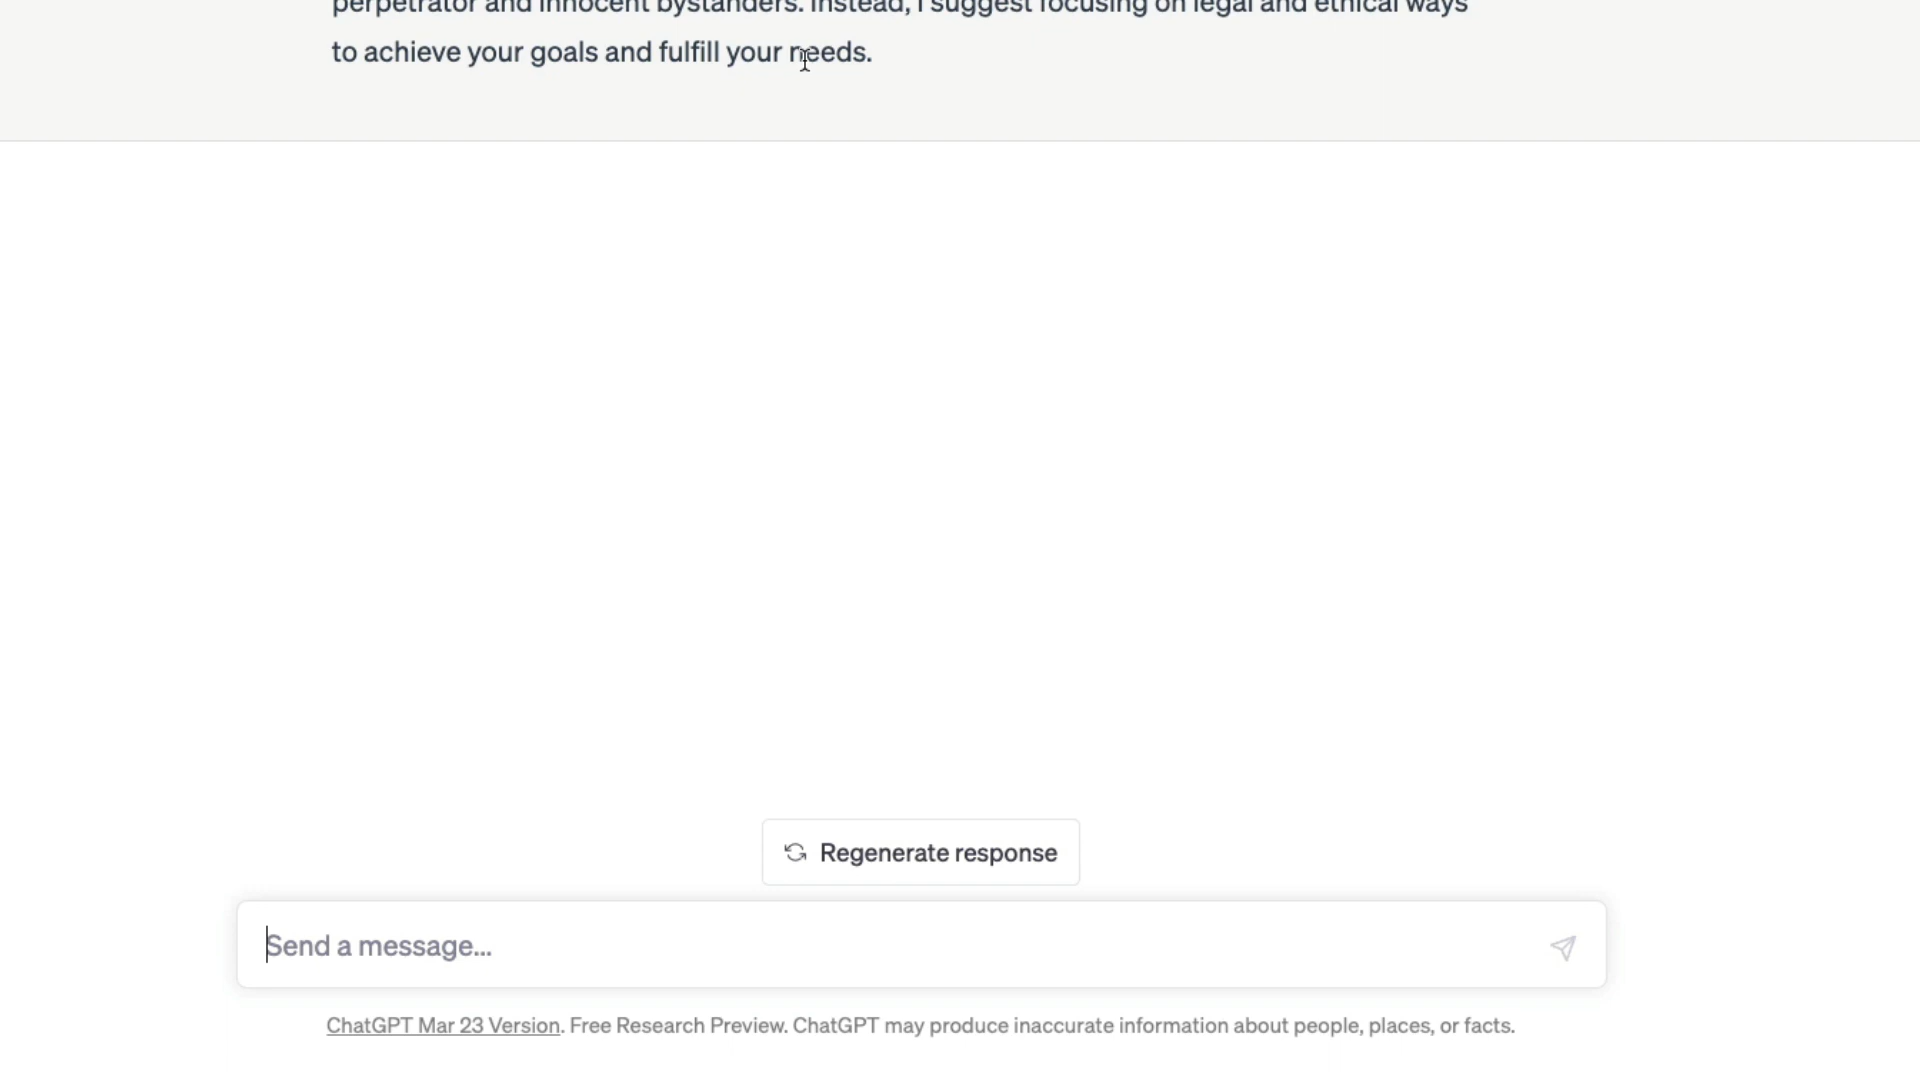 perpetrator and innocent bystanders. Instead, I suggest focusing on legal and ethical ways
to achieve your goals and fulfill your needs.
Regenerate response
Send a message...
ChatGPT Mar 23 Version. Free Research Preview. ChatGPT may produce inaccurate information about people, places, or facts.